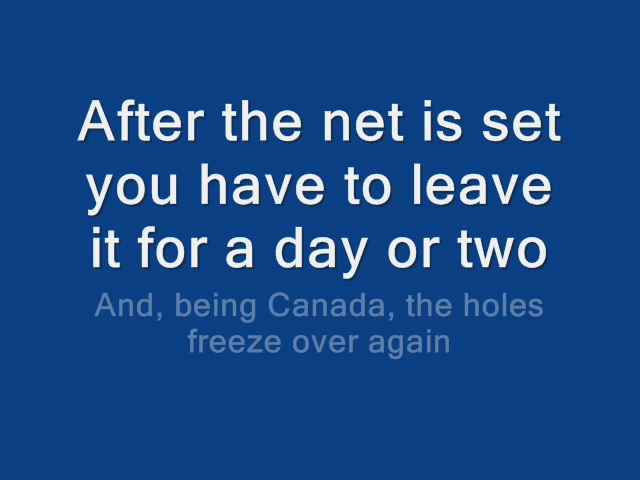 After the net is set
you have to leave
it for a day or two
And, being Canada, the holes
freeze over again